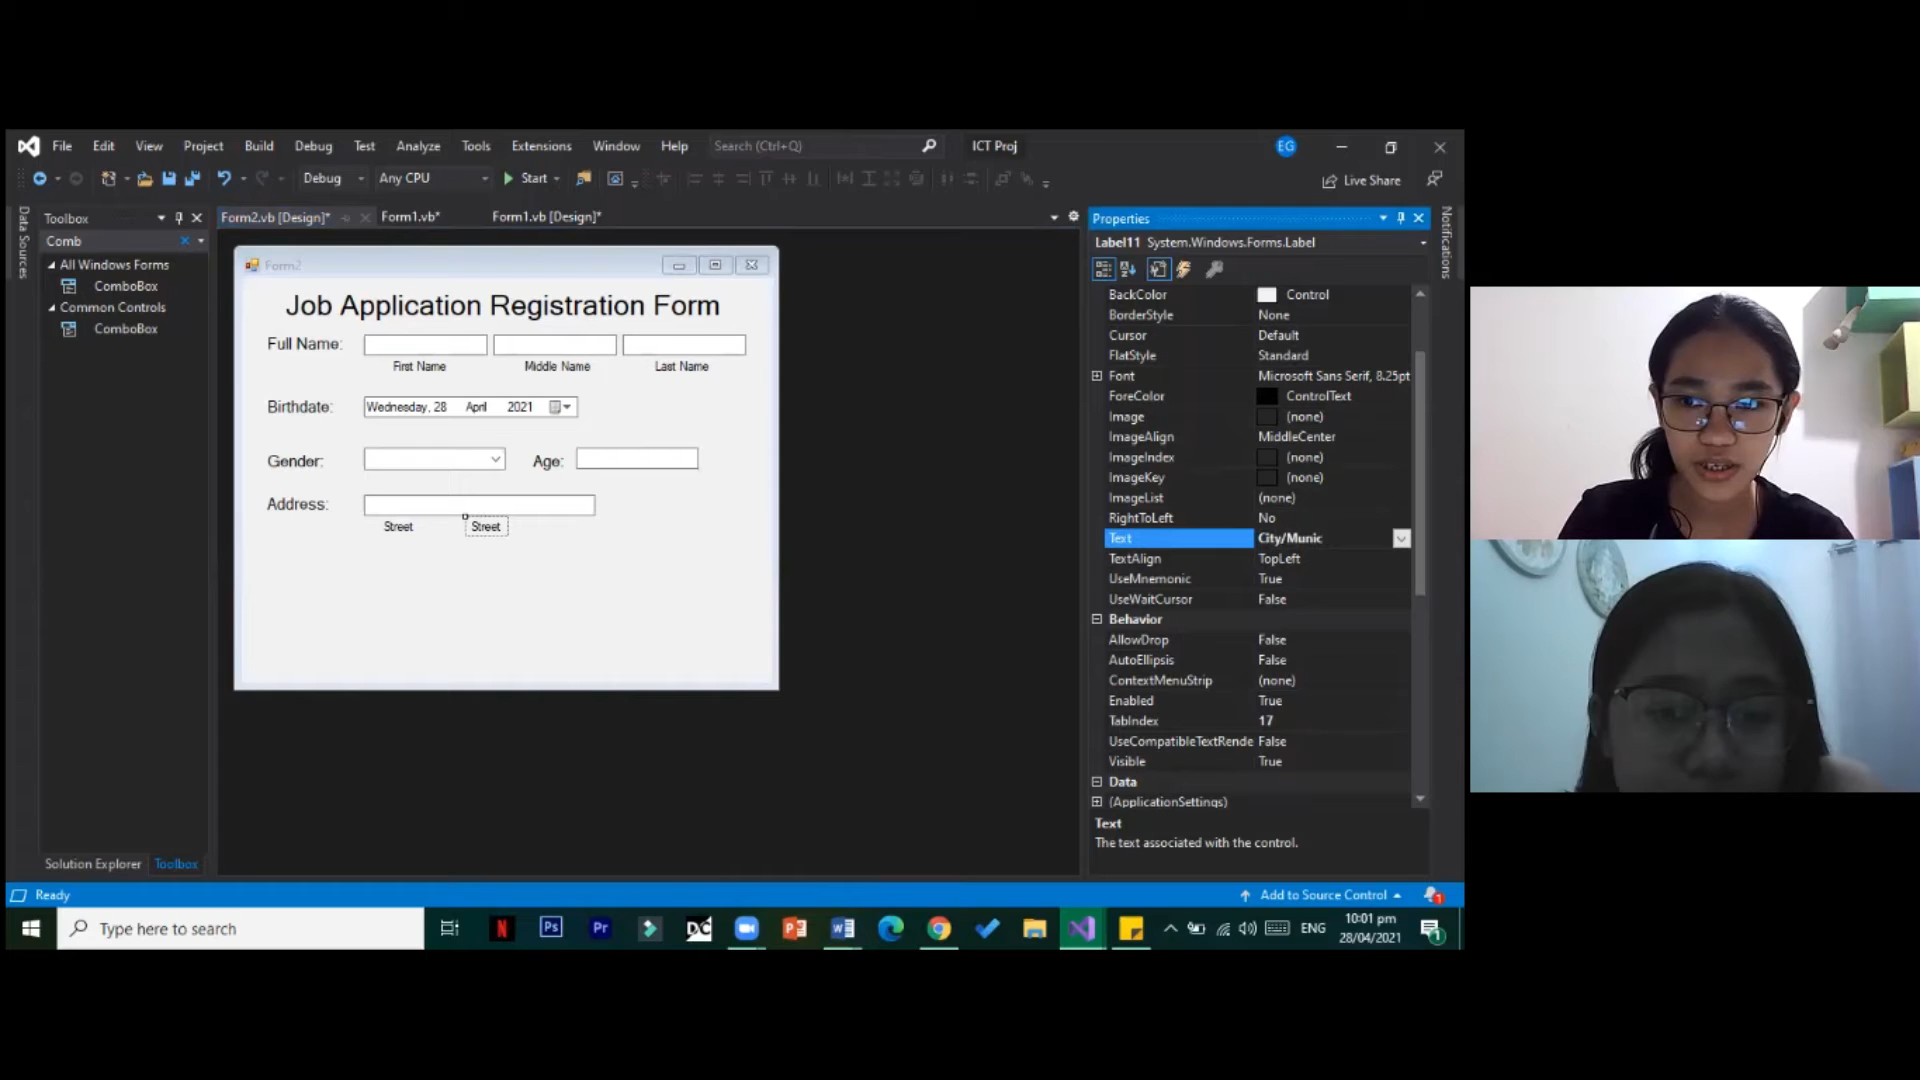 File Edit View Project Build Debug Test Analyze Tools Extensions Window Help Search (Ctrl+Q) ICT Proj EG
Debug Any CPU Start Live Share
Data Sources
Toolbox
Comb
All Windows Forms
ComboBox
Common Controls
ComboBox
Solution Explorer Toolbox
Form2.vb [Design]* Form1.vb* Form1.vb [Design]*
Form2
Job Application Registration Form
Full Name:
First Name Middle Name Last Name
Birthdate: Wednesday, 28 April 2021
Gender: Age:
Address:
Street Street
Properties
Label11 System.Windows.Forms.Label
BackColor Control
BorderStyle None
Cursor Default
FlatStyle Standard
Font Microsoft Sans Serif, 8.25pt
ForeColor ControlText
Image (none)
ImageAlign MiddleCenter
ImageIndex (none)
ImageKey (none)
ImageList (none)
RightToLeft No
Text City/Munic
TextAlign TopLeft
UseMnemonic True
UseWaitCursor False
Behavior
AllowDrop False
AutoEllipsis False
ContextMenuStrip (none)
Enabled True
TabIndex 17
UseCompatibleTextRende False
Visible True
Data
(ApplicationSettings)
Text
The text associated with the control.
Notifications
Ready Add to Source Control 1
Type here to search Ps Pr DC ENG 10:01 pm
28/04/2021
1